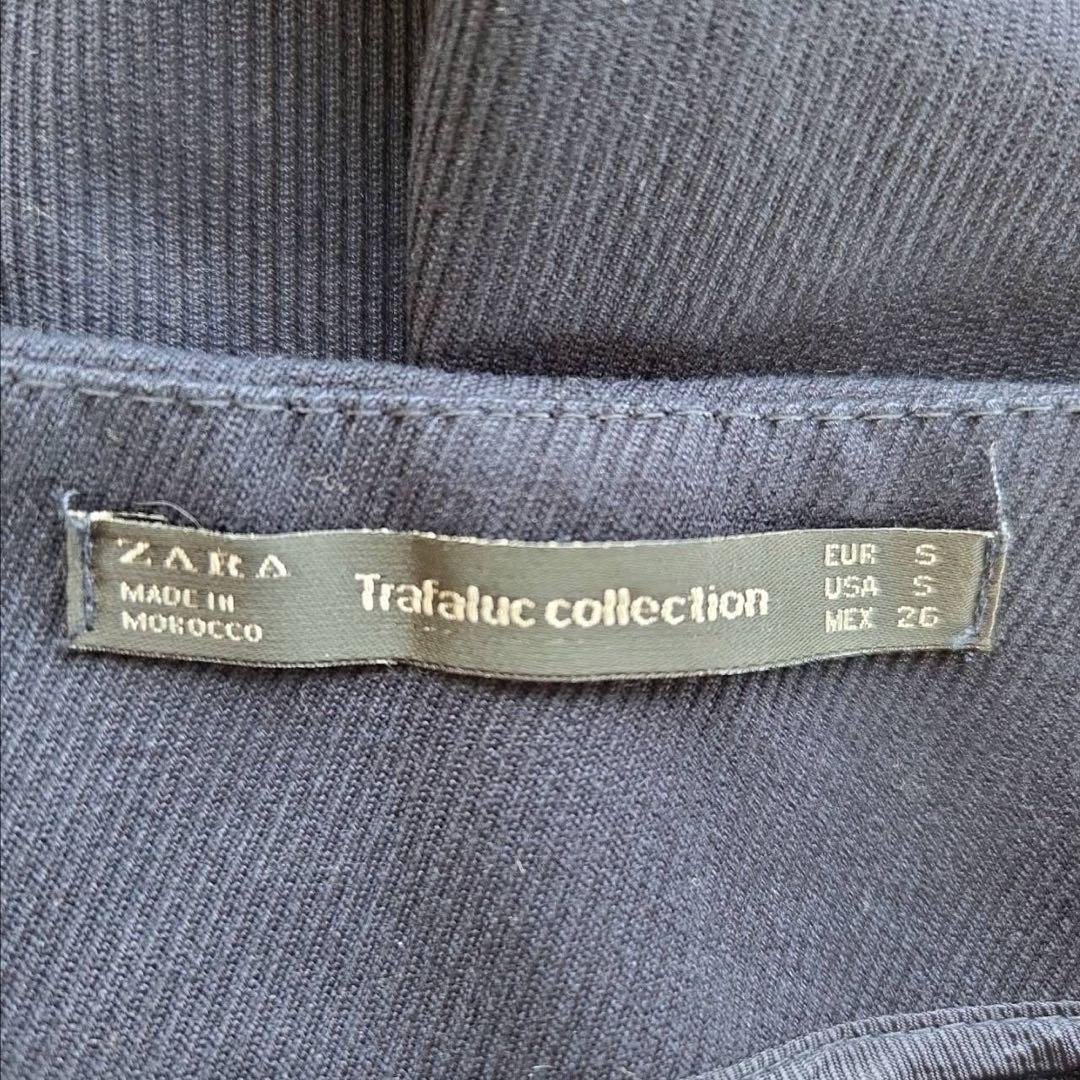 ZARA
MADE IN
MOROCCO
Trafaluc collection
EUR S
USA S
MEX 26